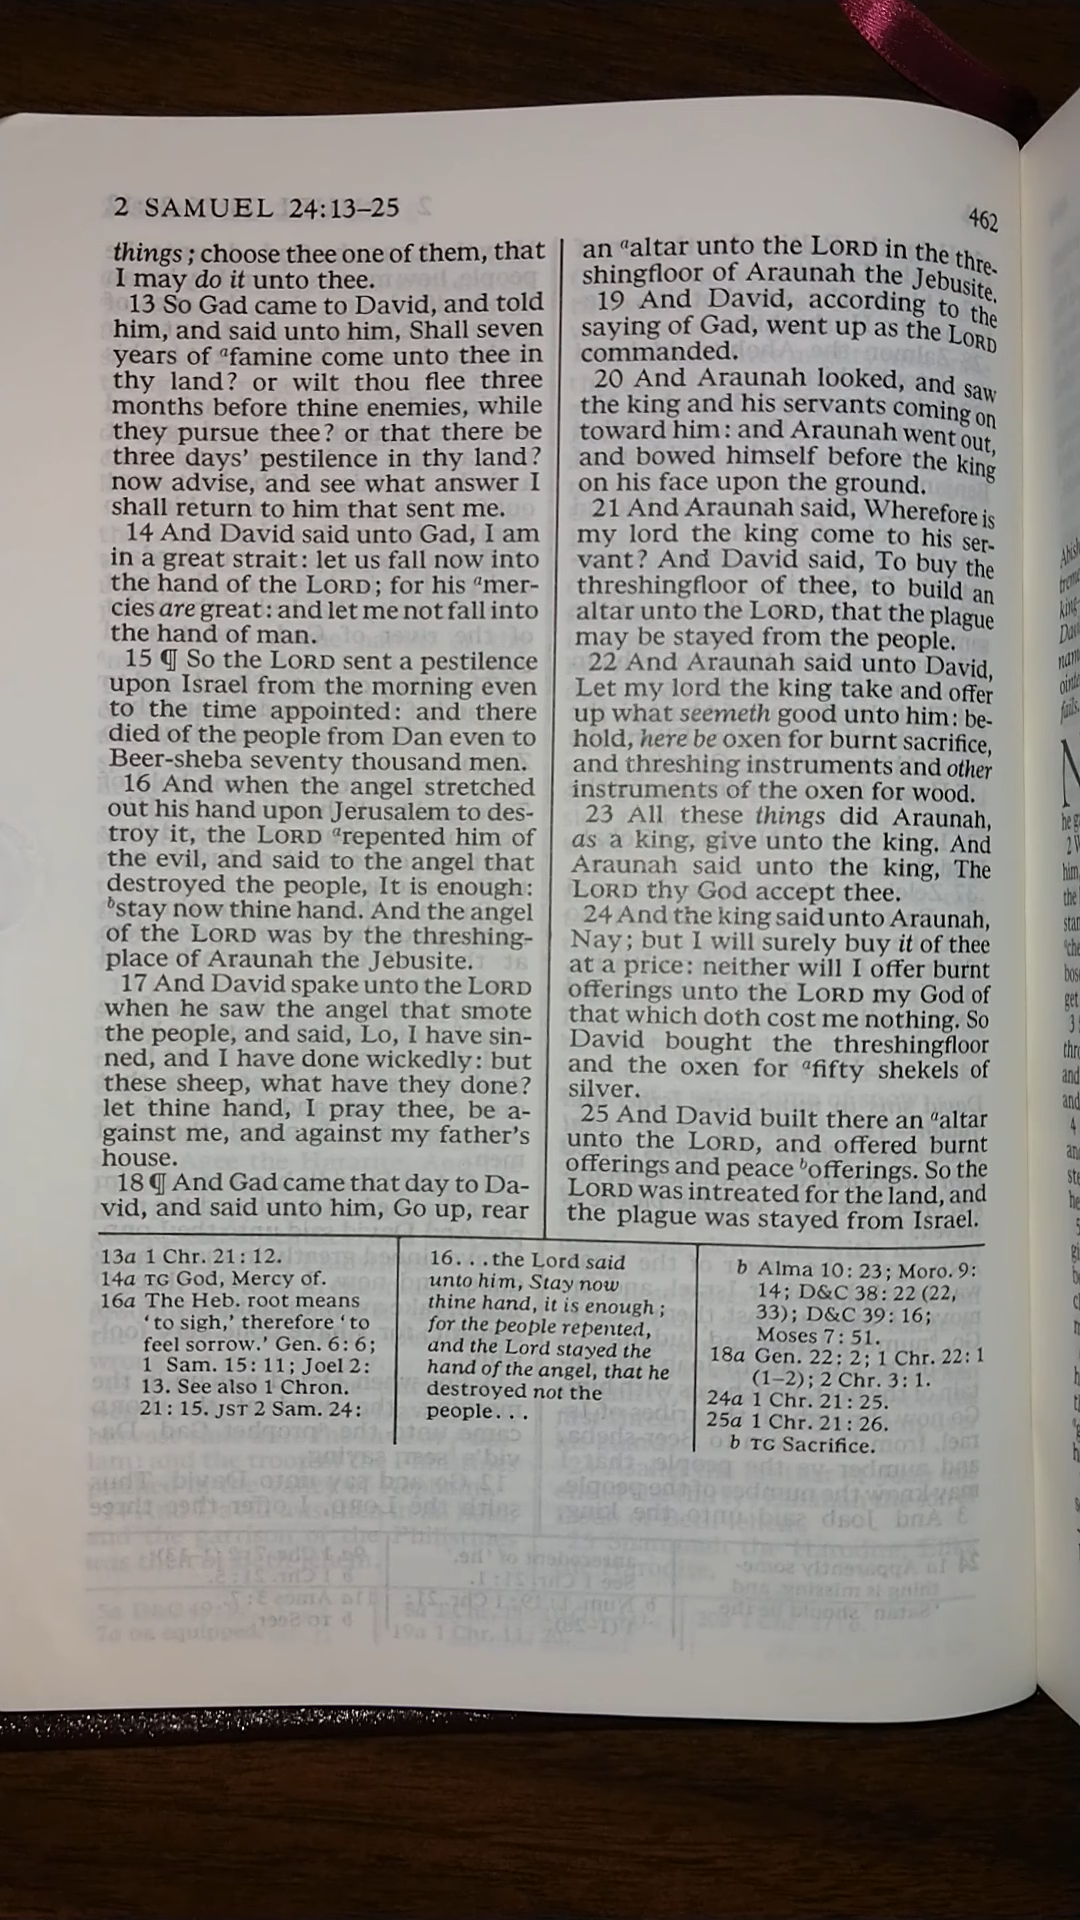 2 SAMUEL 24:13–25
462
things; choose thee one of them, that
I may do it unto thee.
13 So Gad came to David, and told
him, and said unto him, Shall seven
years of ᵃfamine come unto thee in
thy land? or wilt thou flee three
months before thine enemies, while
they pursue thee? or that there be
three days' pestilence in thy land?
now advise, and see what answer I
shall return to him that sent me.
14 And David said unto Gad, I am
in a great strait: let us fall now into
the hand of the LORD; for his ᵃmer-
cies are great: and let me not fall into
the hand of man.
15 ¶ So the LORD sent a pestilence
upon Israel from the morning even
to the time appointed: and there
died of the people from Dan even to
Beer-sheba seventy thousand men.
16 And when the angel stretched
out his hand upon Jerusalem to des-
troy it, the LORD ᵃrepented him of
the evil, and said to the angel that
destroyed the people, It is enough:
ᵇstay now thine hand. And the angel
of the LORD was by the threshing-
place of Araunah the Jebusite.
17 And David spake unto the LORD
when he saw the angel that smote
the people, and said, Lo, I have sin-
ned, and I have done wickedly: but
these sheep, what have they done?
let thine hand, I pray thee, be a-
gainst me, and against my father's
house.
18 ¶ And Gad came that day to Da-
vid, and said unto him, Go up, rear
an ᵃaltar unto the LORD in the thre-
shingfloor of Araunah the Jebusite.
19 And David, according to the
saying of Gad, went up as the LORD
commanded.
20 And Araunah looked, and saw
the king and his servants coming on
toward him: and Araunah went out,
and bowed himself before the king
on his face upon the ground.
21 And Araunah said, Wherefore is
my lord the king come to his ser-
vant? And David said, To buy the
threshingfloor of thee, to build an
altar unto the LORD, that the plague
may be stayed from the people.
22 And Araunah said unto David,
Let my lord the king take and offer
up what seemeth good unto him: be-
hold, here be oxen for burnt sacrifice,
and threshing instruments and other
instruments of the oxen for wood.
23 All these things did Araunah,
as a king, give unto the king. And
Araunah said unto the king, The
LORD thy God accept thee.
24 And the king said unto Araunah,
Nay; but I will surely buy it of thee
at a price: neither will I offer burnt
offerings unto the LORD my God of
that which doth cost me nothing. So
David bought the threshingfloor
and the oxen for ᵃfifty shekels of
silver.
25 And David built there an ᵃaltar
unto the LORD, and offered burnt
offerings and peace ᵇofferings. So the
LORD was intreated for the land, and
the plague was stayed from Israel.
13a 1 Chr. 21: 12.
14a TG God, Mercy of.
16a The Heb. root means
'to sigh,' therefore 'to
feel sorrow.' Gen. 6: 6;
1 Sam. 15: 11; Joel 2:
13. See also 1 Chron.
21: 15. JST 2 Sam. 24:
16. . .the Lord said
unto him, Stay now
thine hand, it is enough;
for the people repented,
and the Lord stayed the
hand of the angel, that he
destroyed not the
people. . .
b Alma 10: 23; Moro. 9:
14; D&C 38: 22 (22,
33); D&C 39: 16;
Moses 7: 51.
18a Gen. 22: 2; 1 Chr. 22: 1
(1–2); 2 Chr. 3: 1.
24a 1 Chr. 21: 25.
25a 1 Chr. 21: 26.
b TG Sacrifice.